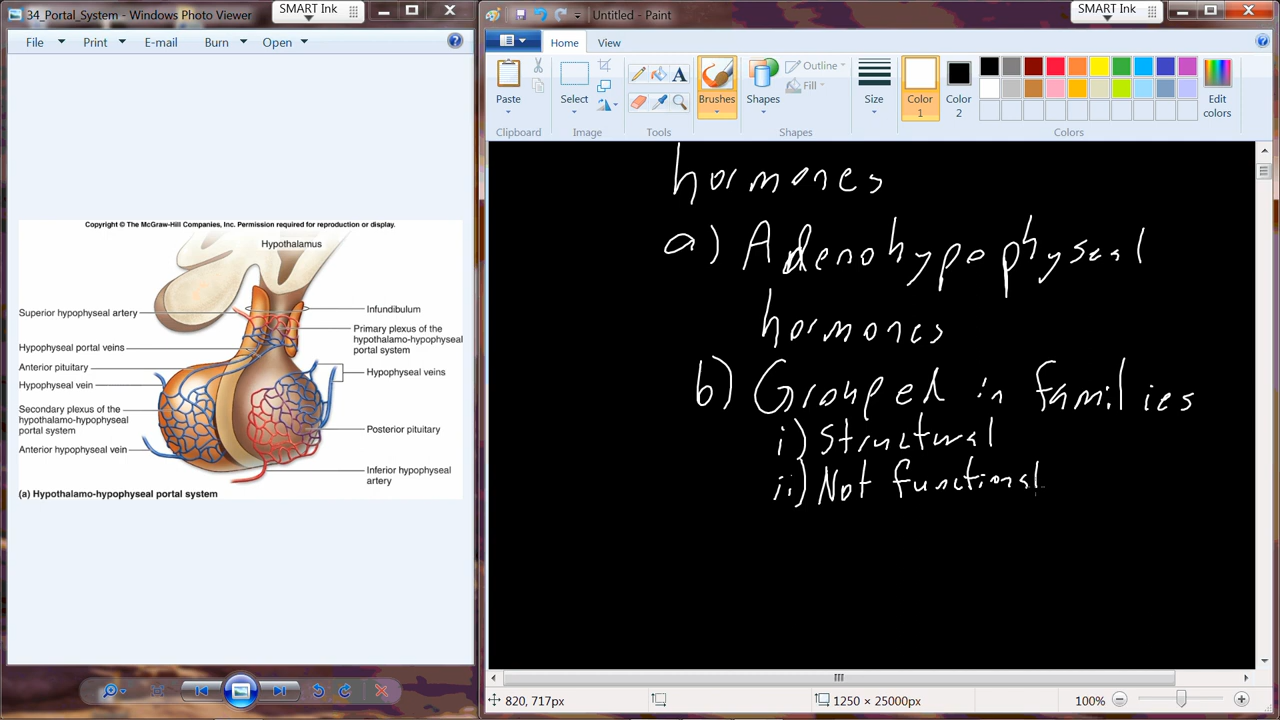 34_Portal_System - Windows Photo Viewer
SMART Ink
File Print E-mail Burn Open
Copyright © The McGraw-Hill Companies, Inc. Permission required for reproduction or display.
Hypothalamus
Superior hypophyseal artery
Hypophyseal portal veins
Anterior pituitary
Hypophyseal vein
Secondary plexus of the
hypothalamo-hypophyseal
portal system
Anterior hypophyseal vein
Infundibulum
Primary plexus of the
hypothalamo-hypophyseal
portal system
Hypophyseal veins
Posterior pituitary
Inferior hypophyseal
artery
(a) Hypothalamo-hypophyseal portal system
Untitled - Paint
SMART Ink
Home View
Paste
Select
Brushes
Shapes
Outline
Fill
Size
Color
1
Color
2
Edit
colors
Clipboard Image Tools Shapes Colors
hormones
a) Adenohypophyseal
hormones
b) Grouped in families
i) Structural
ii) Not functional
820, 717px
1250 × 25000px
100%